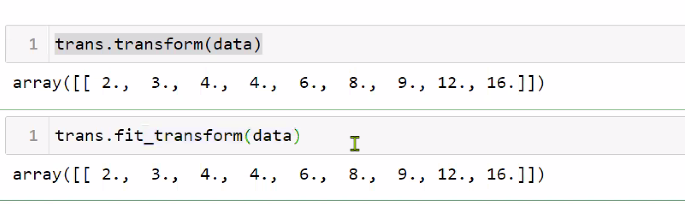 1 trans.transform(data)
array([[ 2.,  3.,  4.,  4.,  6.,  8.,  9., 12., 16.]])
1 trans.fit_transform(data)
array([[ 2.,  3.,  4.,  4.,  6.,  8.,  9., 12., 16.]])